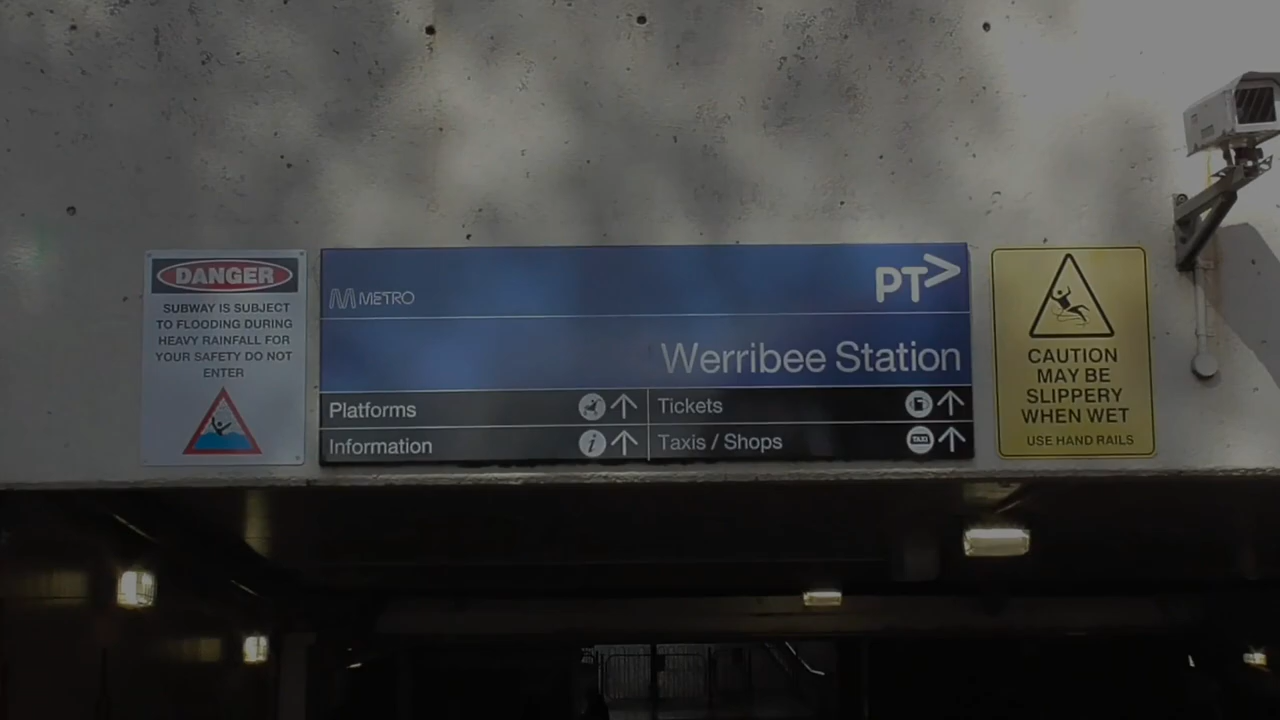 DANGER
SUBWAY IS SUBJECT
TO FLOODING DURING
HEAVY RAINFALL FOR
YOUR SAFETY DO NOT
ENTER
METRO
PT>
Werribee Station
Platforms
Information
i
Tickets
Taxis / Shops
TAXI
CAUTION
MAY BE
SLIPPERY
WHEN WET
USE HAND RAILS